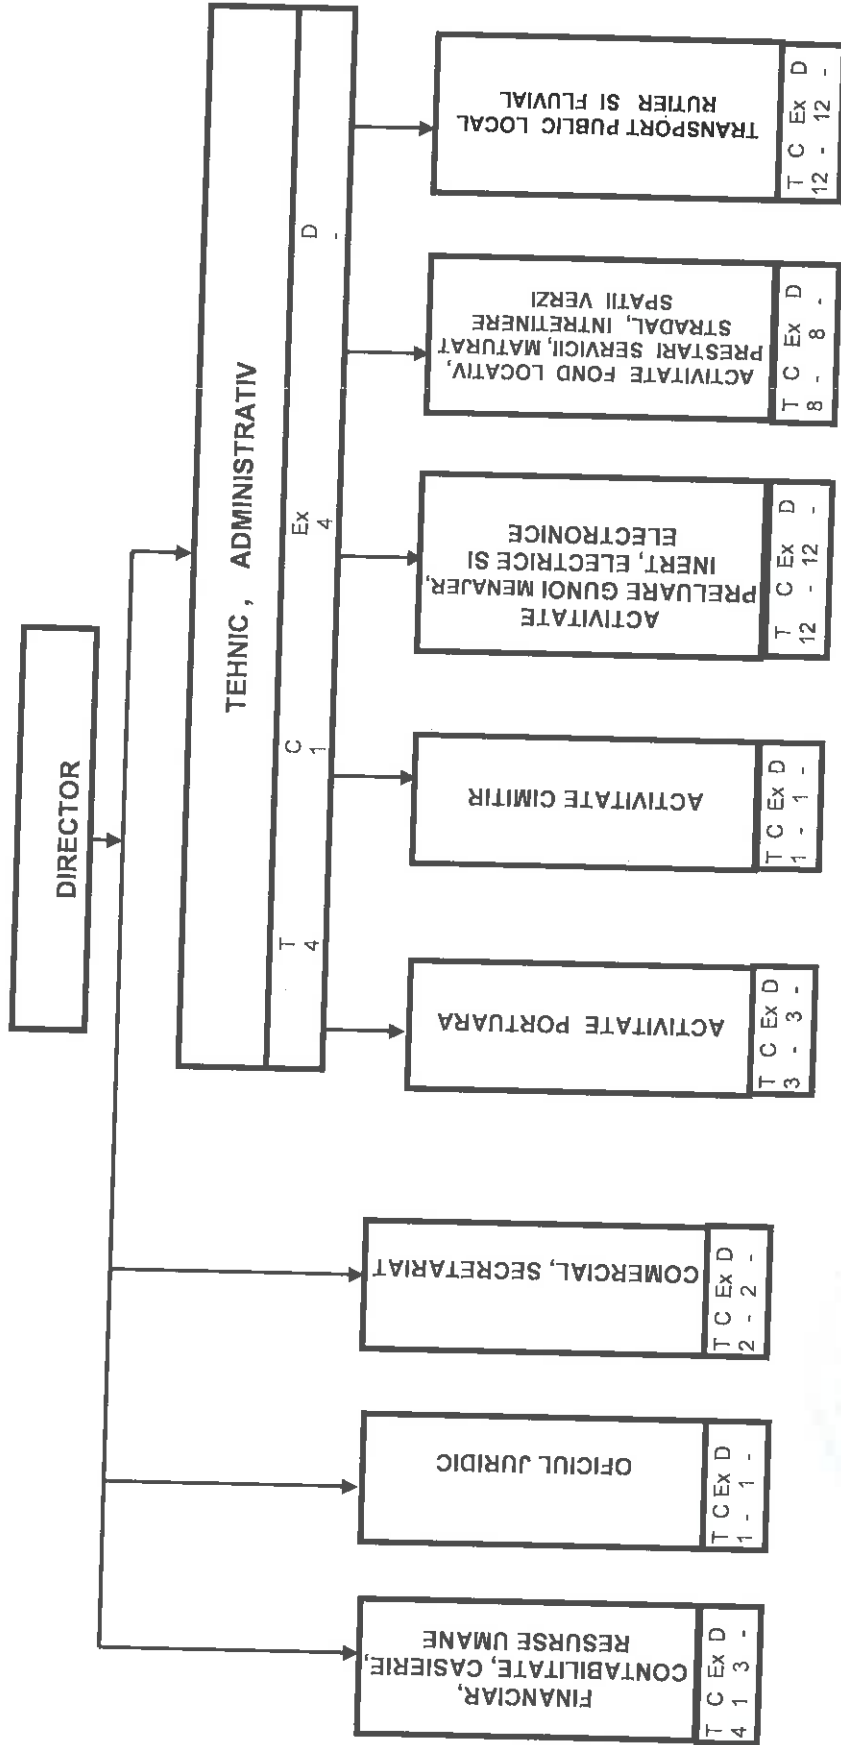 DIRECTOR
TEHNIC, ADMINISTRATIV
T C Ex D
4 1 4 -
FINANCIAR,
CONTABILITATE, CASIERIE,
RESURSE UMANE
T C Ex D
4 1 3 -
OFICIUL JURIDIC
T C Ex D
1 - 1 -
COMERCIAL, SECRETARIAT
T C Ex D
2 - 2 -
ACTIVITATE PORTUARA
T C Ex D
3 - 3 -
ACTIVITATE CIMITIR
T C Ex D
1 - 1 -
ACTIVITATE
PRELUARE GUNOI MENAJER,
INERT, ELECTRICE SI
ELECTRONICE
T C Ex D
12 - 12 -
ACTIVITATE FOND LOCATIV,
PRESTARI SERVICII, MATURAT
STRADAL, INTRETINERE
SPATII VERZI
T C Ex D
8 - 8 -
TRANSPORT PUBLIC LOCAL
RUTIER SI FLUVIAL
T C Ex D
12 - 12 -